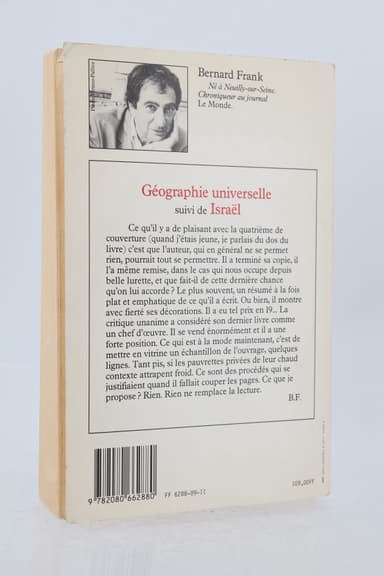 Bernard Frank
Né à Neuilly-sur-Seine.
Chroniqueur au journal
Le Monde.
Géographie universelle
suivi de Israël
Ce qu'il y a de plaisant avec la quatrième de
couverture (quand j'étais jeune, je parlais du dos du
livre) c'est que l'auteur, qui en général ne se permet
rien, pourrait tout se permettre. Il a terminé sa copie, il
l'a même remise, dans le cas qui nous occupe depuis
belle lurette, et que fait-il de cette dernière chance
qu'on lui accorde ? Le plus souvent, un résumé à la fois
plat et emphatique de ce qu'il a écrit. Ou bien, il montre
avec fierté ses décorations. Il a eu tel prix en 19... La
critique unanime a considéré son dernier livre comme
un chef d'œuvre. Il se vend énormément et il a une
forte position. Ce qui est à la mode maintenant, c'est de
mettre en vitrine un échantillon de l'ouvrage, quelques
lignes. Tant pis, si les pauvrettes privées de leur chaud
contexte attrapent froid. Ce sont des procédés qui se
justifiaient quand il fallait couper les pages. Ce que je
propose ? Rien. Rien ne remplace la lecture.
B.F.
9 782080 662880
FF 6288-89-II
109,00FF